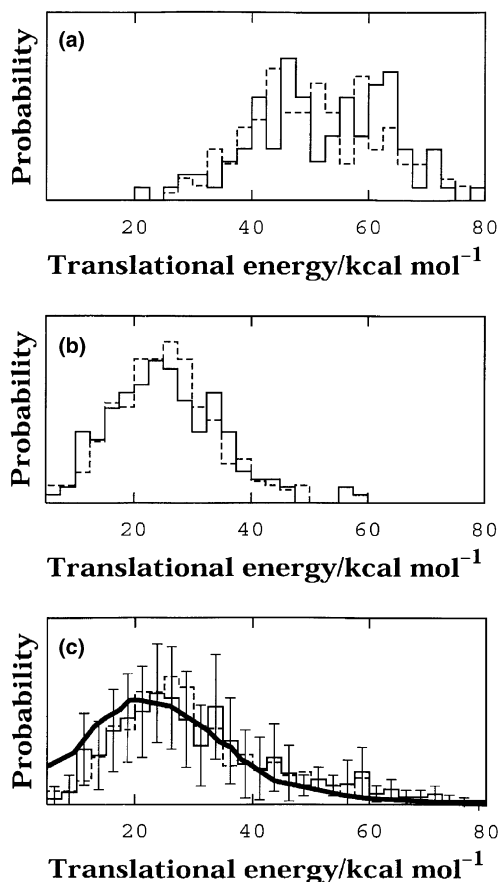 (a)
Probability
20 40 60 80
Translational energy/kcal mol⁻¹
(b)
Probability
20 40 60 80
Translational energy/kcal mol⁻¹
(c)
Probability
20 40 60 80
Translational energy/kcal mol⁻¹